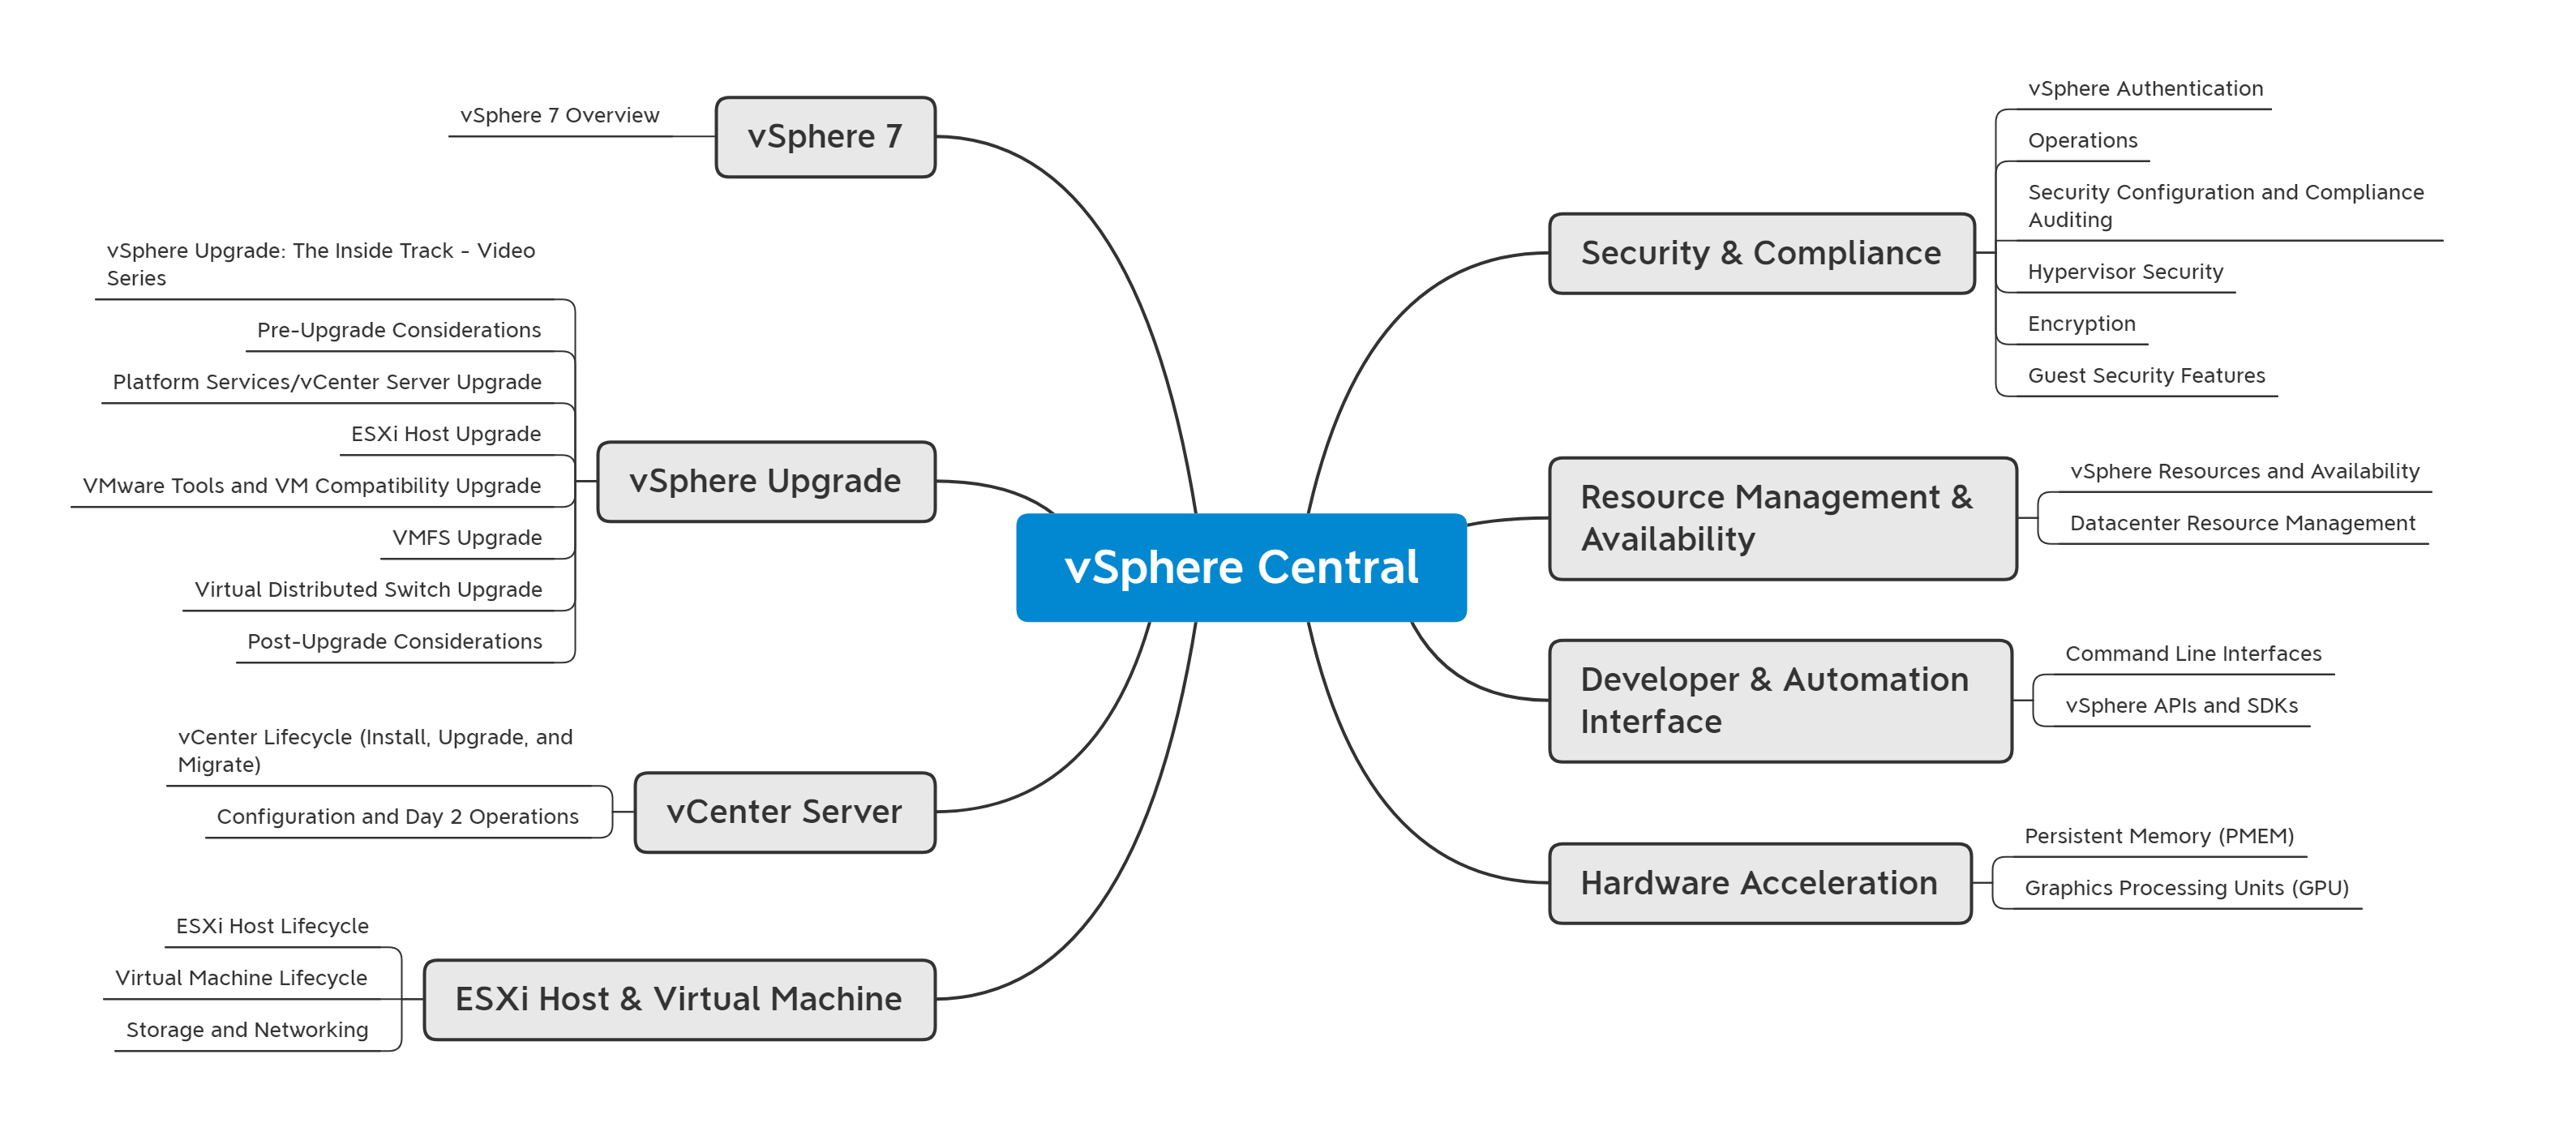 vSphere Central
vSphere 7
vSphere 7 Overview
vSphere Upgrade
vSphere Upgrade: The Inside Track - Video
Series
Pre-Upgrade Considerations
Platform Services/vCenter Server Upgrade
ESXi Host Upgrade
VMware Tools and VM Compatibility Upgrade
VMFS Upgrade
Virtual Distributed Switch Upgrade
Post-Upgrade Considerations
vCenter Server
vCenter Lifecycle (Install, Upgrade, and
Migrate)
Configuration and Day 2 Operations
ESXi Host & Virtual Machine
ESXi Host Lifecycle
Virtual Machine Lifecycle
Storage and Networking
Security & Compliance
vSphere Authentication
Operations
Security Configuration and Compliance
Auditing
Hypervisor Security
Encryption
Guest Security Features
Resource Management &
Availability
vSphere Resources and Availability
Datacenter Resource Management
Developer & Automation
Interface
Command Line Interfaces
vSphere APIs and SDKs
Hardware Acceleration
Persistent Memory (PMEM)
Graphics Processing Units (GPU)